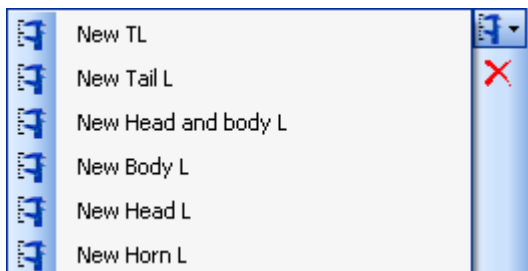 New TL
New Tail L
New Head and body L
New Body L
New Head L
New Horn L